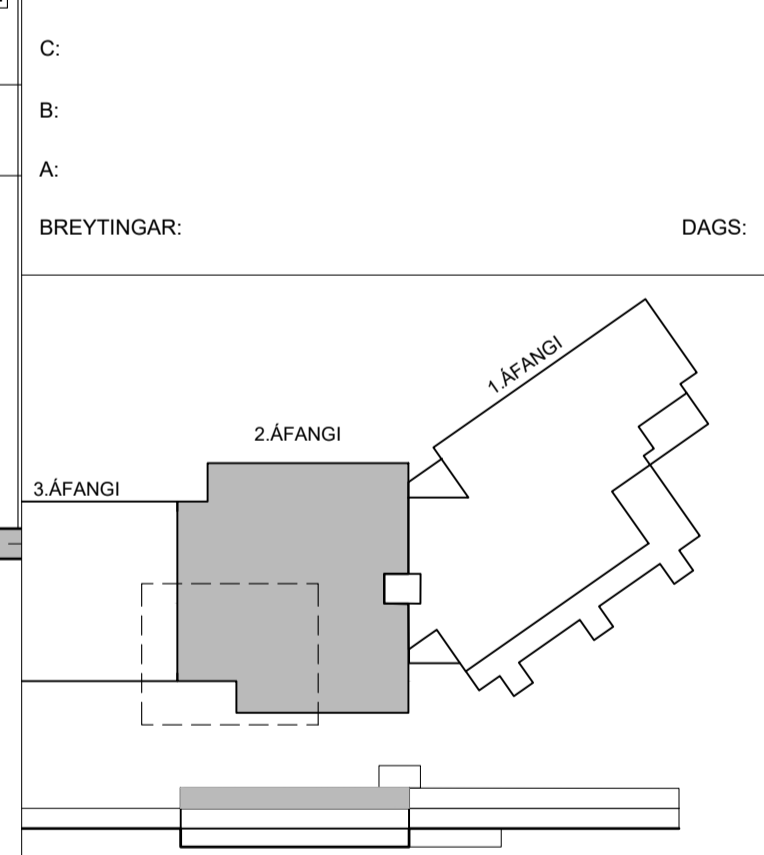 C:
B:
A:
BREYTINGAR: DAGS:
1.ÁFANGI
2.ÁFANGI
3.ÁFANGI